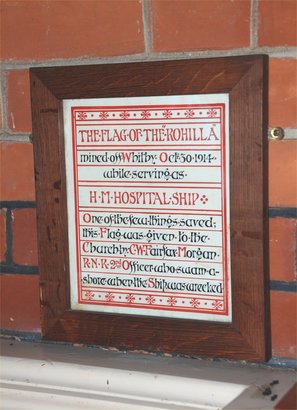 THE·FLAG·OF·THE·"ROHILLA"
mined·off·Whitby·Oct·30·1914·
while·serving·as·
H·M·HOSPITAL·SHIP
One·of·the·few·things·saved;
this·Flag·was·given·to·the
Church·by·C·W·Fairfax·Morgan·
R·N·R·2nd·Officer·who·swam·a-
shore·when·the·Ship·was·wrecked